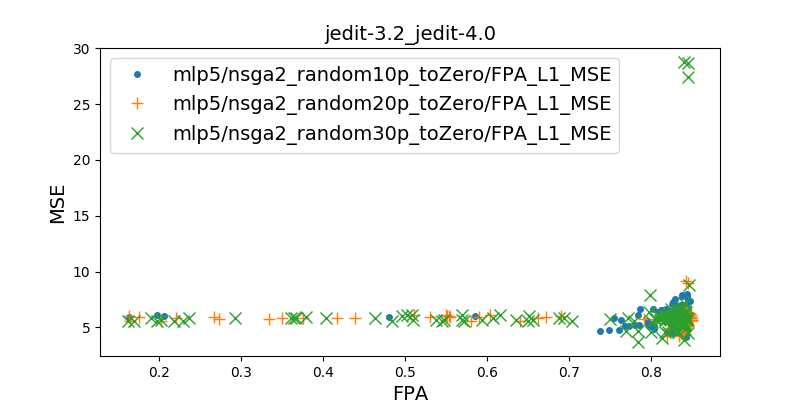 jedit-3.2_jedit-4.0
30
25
20
15
10
5
MSE
mlp5/nsga2_random10p_toZero/FPA_L1_MSE
mlp5/nsga2_random20p_toZero/FPA_L1_MSE
mlp5/nsga2_random30p_toZero/FPA_L1_MSE
0.2 0.3 0.4 0.5 0.6 0.7 0.8
FPA